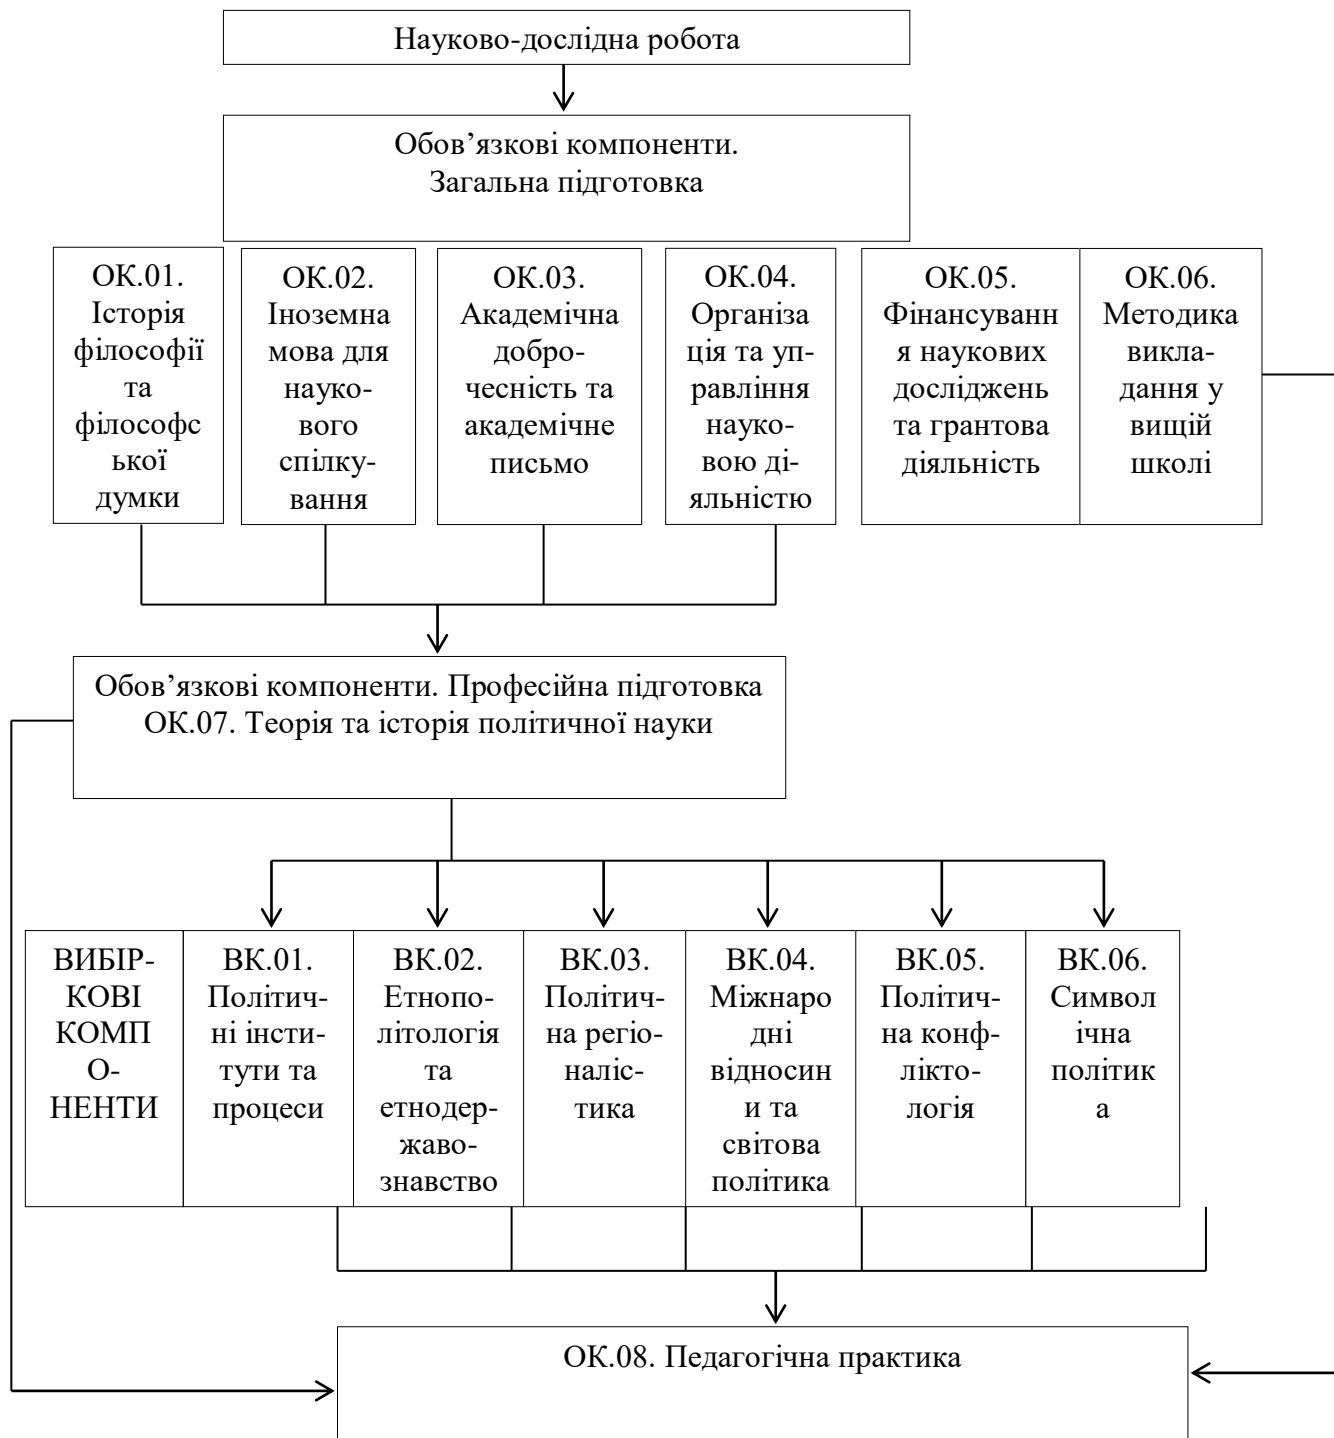 Науково-дослідна робота
Обов’язкові компоненти.
Загальна підготовка
ОК.01.
Історія
філософії
та
філософс
ької
думки
ОК.02.
Іноземна
мова для
науко-
вого
спілку-
вання
ОК.03.
Академічна
добро-
чесність та
академічне
письмо
ОК.04.
Організа
ція та уп-
равління
науко-
вою ді-
яльністю
ОК.05.
Фінансуванн
я наукових
досліджень
та грантова
діяльність
ОК.06.
Методика
викла-
дання у
вищій
школі
Обов’язкові компоненти. Професійна підготовка
ОК.07. Теорія та історія політичної науки
ВИБІР-
КОВІ
КОМП
О-
НЕНТИ
ВК.01.
Політич-
ні інсти-
тути та
процеси
ВК.02.
Етнопо-
літологія
та
етнодер-
жаво-
знавство
ВК.03.
Політич-
на регіо-
наліс-
тика
ВК.04.
Міжнаро
дні
відносин
и та
світова
політика
ВК.05.
Політич-
на конф-
лікто-
логія
ВК.06.
Символ
ічна
політик
а
ОК.08. Педагогічна практика